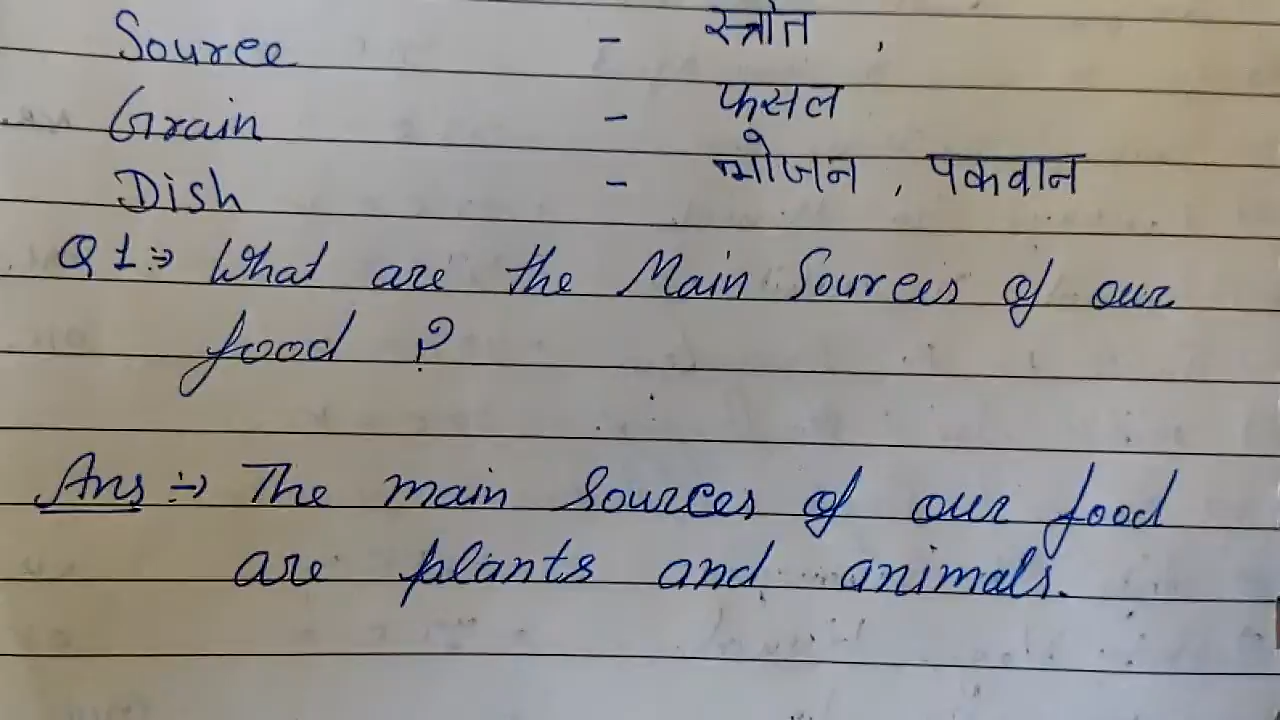 Source - स्त्रोत ,
Grain - फसल
Dish - भोजन , पकवान
Q1:⇒ What are the Main Sources of our
food ?
Ans :→ The main Sources of our food
are plants and animals.